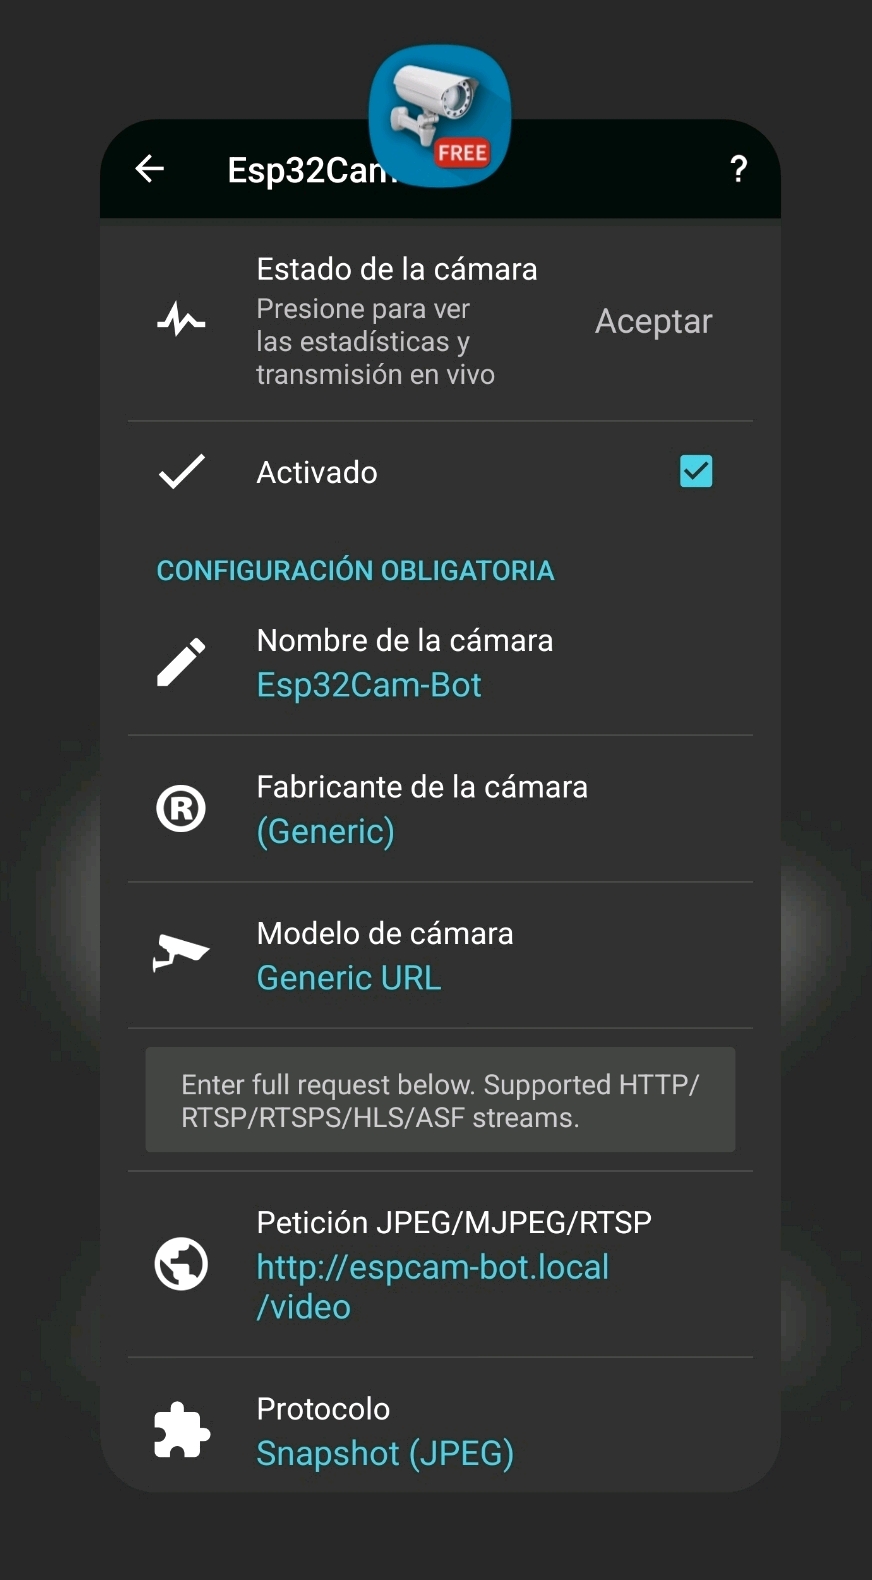 FREE
Esp32Cam
?
Estado de la cámara
Presione para ver
las estadísticas y
transmisión en vivo
Aceptar
Activado
CONFIGURACIÓN OBLIGATORIA
Nombre de la cámara
Esp32Cam-Bot
Fabricante de la cámara
(Generic)
Modelo de cámara
Generic URL
Enter full request below. Supported HTTP/
RTSP/RTSPS/HLS/ASF streams.
Petición JPEG/MJPEG/RTSP
http://espcam-bot.local
/video
Protocolo
Snapshot (JPEG)